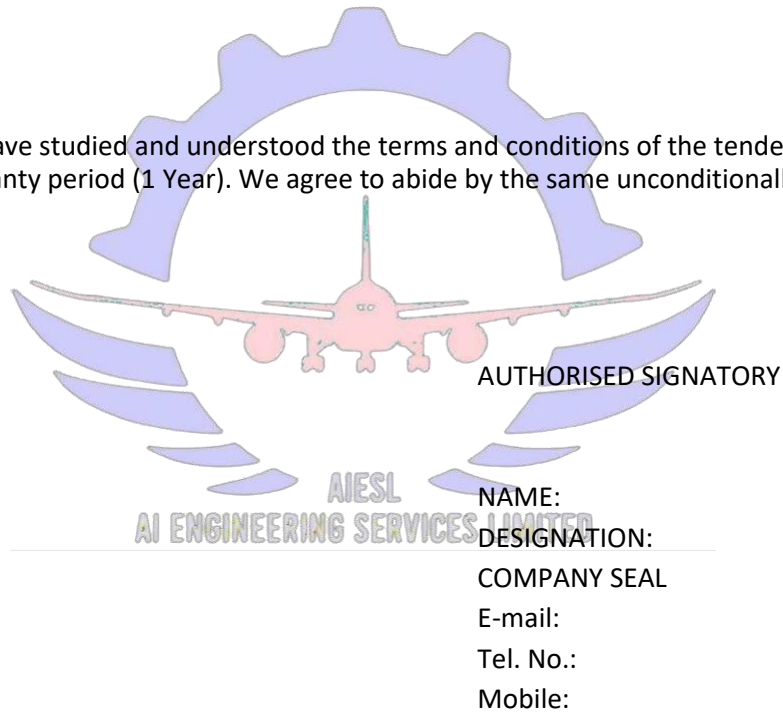 ave studied and understood the terms and conditions of the tende
anty period (1 Year). We agree to abide by the same unconditionall
AUTHORISED SIGNATORY
AIESL
AI ENGINEERING SERVICES LIMITED
NAME:
DESIGNATION:
COMPANY SEAL
E-mail:
Tel. No.:
Mobile: